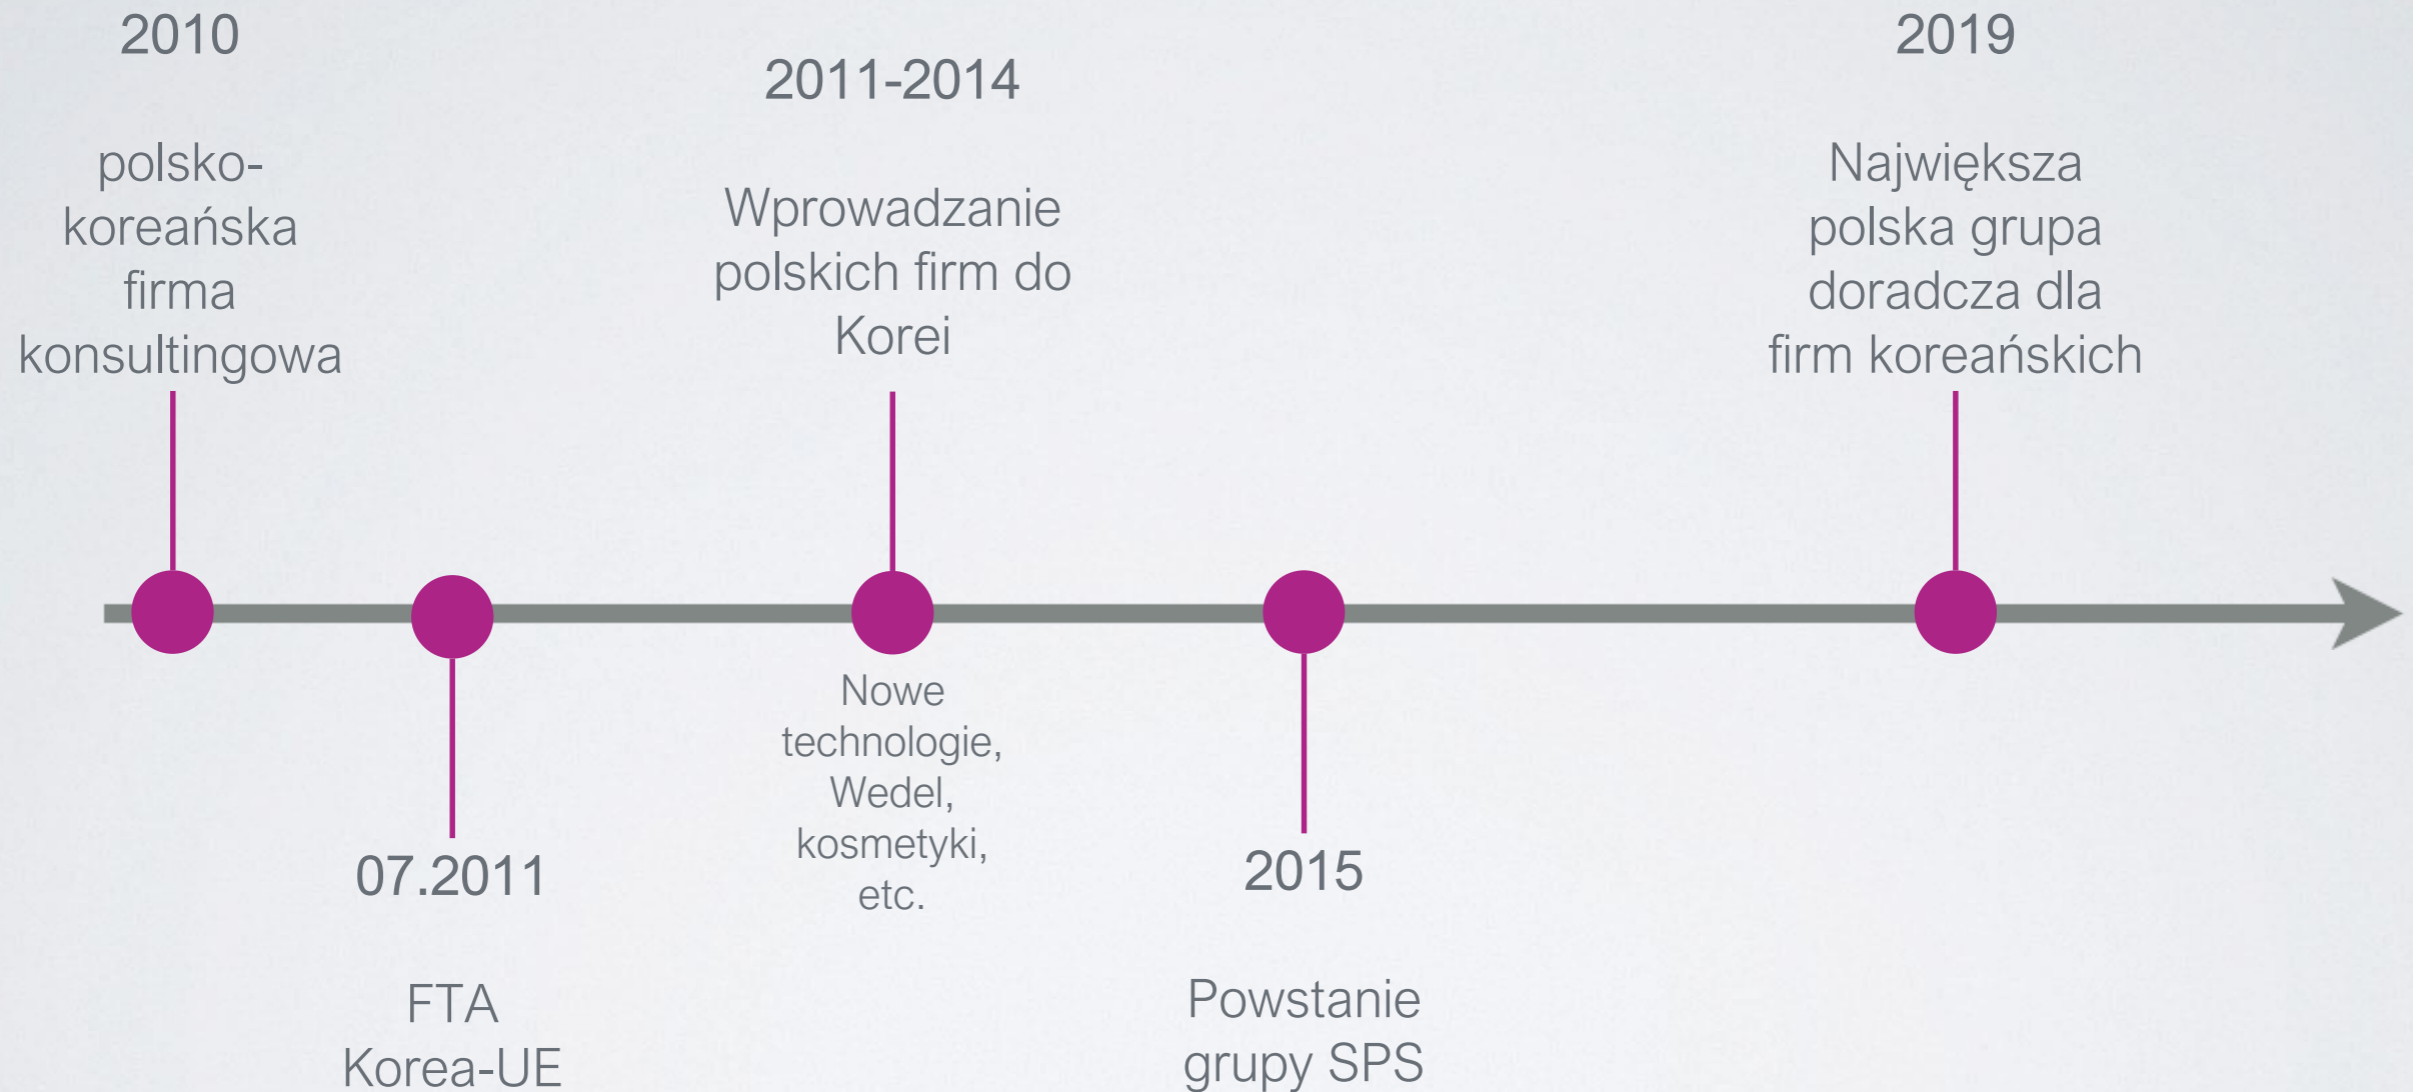 2010
polsko-
koreańska
firma
konsultingowa
07.2011
FTA
Korea-UE
2011-2014
Wprowadzanie
polskich firm do
Korei
Nowe
technologie,
Wedel,
kosmetyki,
etc.
2015
Powstanie
grupy SPS
2019
Największa
polska grupa
doradcza dla
firm koreańskich